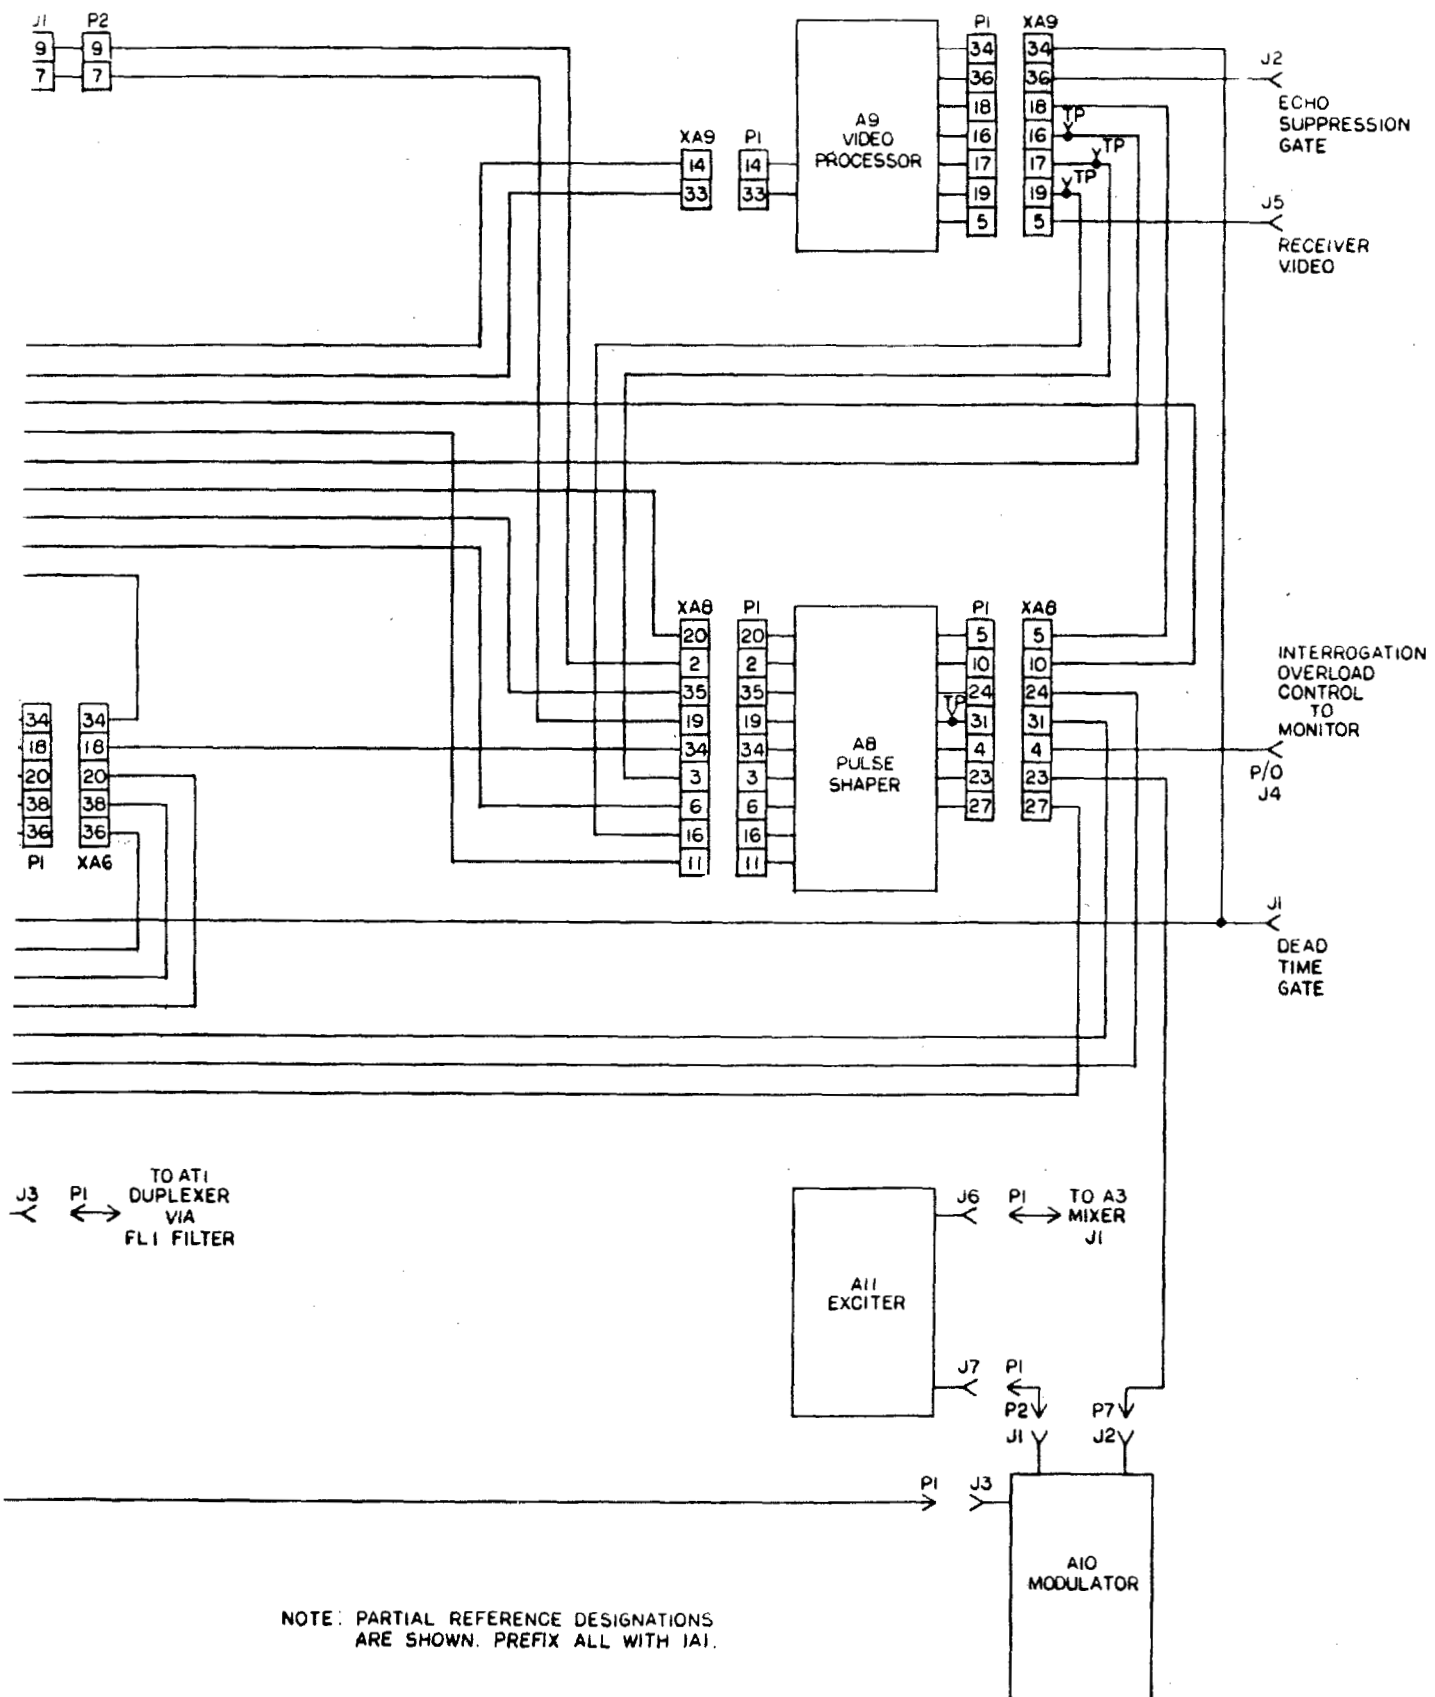 J1 P2
9 9
7 7
P1 XA9
34 34
36 36
18 18
16 16
17 17
19 19
5 5
TP
TP
TP
A9
VIDEO
PROCESSOR
XA9 P1
14 14
33 33
J2
ECHO
SUPPRESSION
GATE
J5
RECEIVER
VIDEO
XA8 P1
20 20
2 2
35 35
19 19
34 34
3 3
6 6
16 16
11 11
A8
PULSE
SHAPER
TP
P1 XA8
5 5
10 10
24 24
31 31
4 4
23 23
27 27
INTERROGATION
OVERLOAD
CONTROL
TO
MONITOR
P/O
J4
34 34
18 18
20 20
38 38
36 36
P1 XA6
J1
DEAD
TIME
GATE
J3 P1
TO AT1
DUPLEXER
VIA
FL1 FILTER
J6 P1
TO A3
MIXER
J1
A11
EXCITER
J7 P1
P2 P7
J1 J2
P1 J3
A10
MODULATOR
NOTE: PARTIAL REFERENCE DESIGNATIONS
ARE SHOWN. PREFIX ALL WITH 1A1.